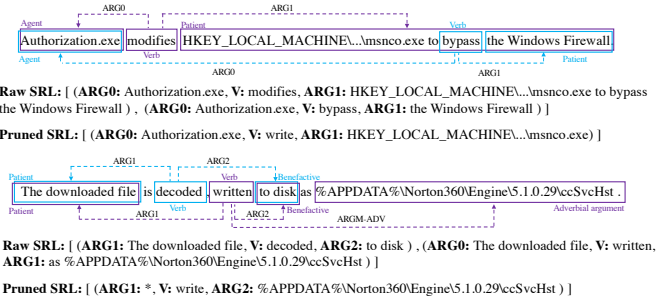 ARG0 ARG1
Agent Patient Verb
Authorization.exe modifies HKEY_LOCAL_MACHINE\...\msnco.exe to bypass the Windows Firewall
Agent Verb Patient
ARG0 ARG1
Raw SRL: [ (ARG0: Authorization.exe, V: modifies, ARG1: HKEY_LOCAL_MACHINE\...\msnco.exe to bypass
the Windows Firewall ) , (ARG0: Authorization.exe, V: bypass, ARG1: the Windows Firewall ) ]
Pruned SRL: [ (ARG0: Authorization.exe, V: write, ARG1: HKEY_LOCAL_MACHINE\...\msnco.exe) ]
ARG1 ARG2
Patient Verb Benefactive
The downloaded file is decoded , written to disk as %APPDATA%\Norton360\Engine\5.1.0.29\ccSvcHst .
Patient Verb Benefactive Adverbial argument
ARG1 ARG2
ARGM-ADV
Raw SRL: [ (ARG1: The downloaded file, V: decoded, ARG2: to disk ) , (ARG0: The downloaded file, V: written,
ARG1: as %APPDATA%\Norton360\Engine\5.1.0.29\ccSvcHst ) ]
Pruned SRL: [ (ARG1: *, V: write, ARG2: %APPDATA%\Norton360\Engine\5.1.0.29\ccSvcHst ) ]